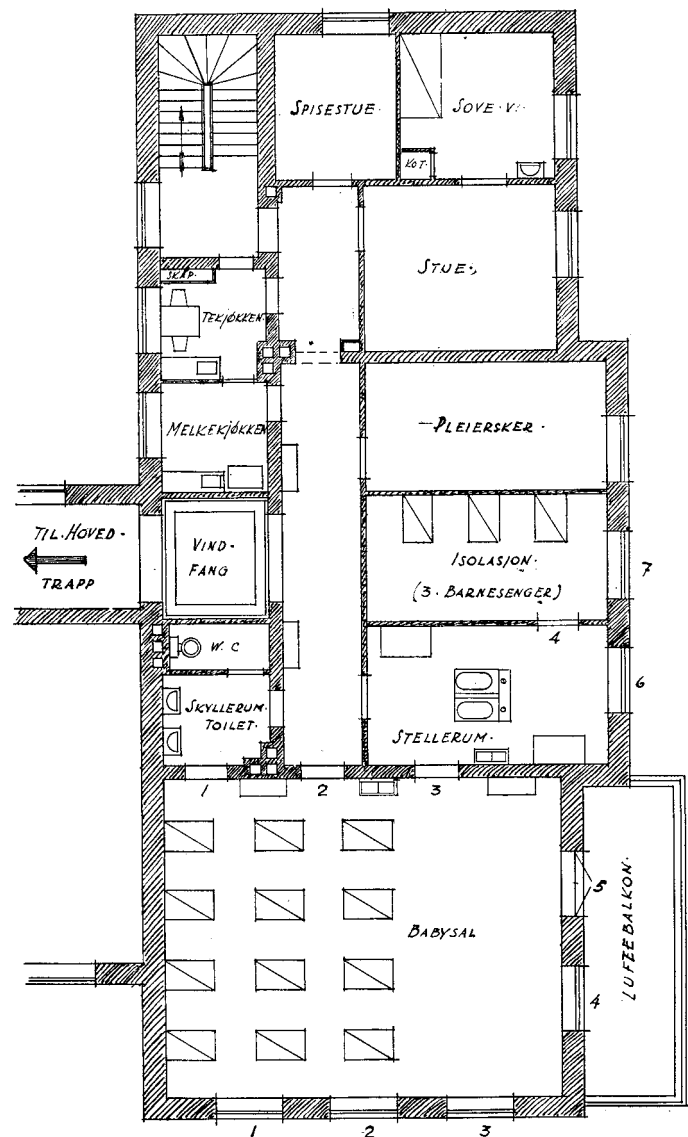 SPISESTUE.
SOVE.V.
KOT.
STUE.
SKAP.
TEKJØKKEN.
MELKEKJØKKEN
PLEIERSKER.
TIL.HOVED-
TRAPP
VIND-
FANG
ISOLASJON
(3.BARNESENGER)
7
4
W.C
6
SKYLLERUM.
TOILET.
STELLERUM.
1
2
3
5
BABYSAL
LUFTEBALKON.
4
1
2
3